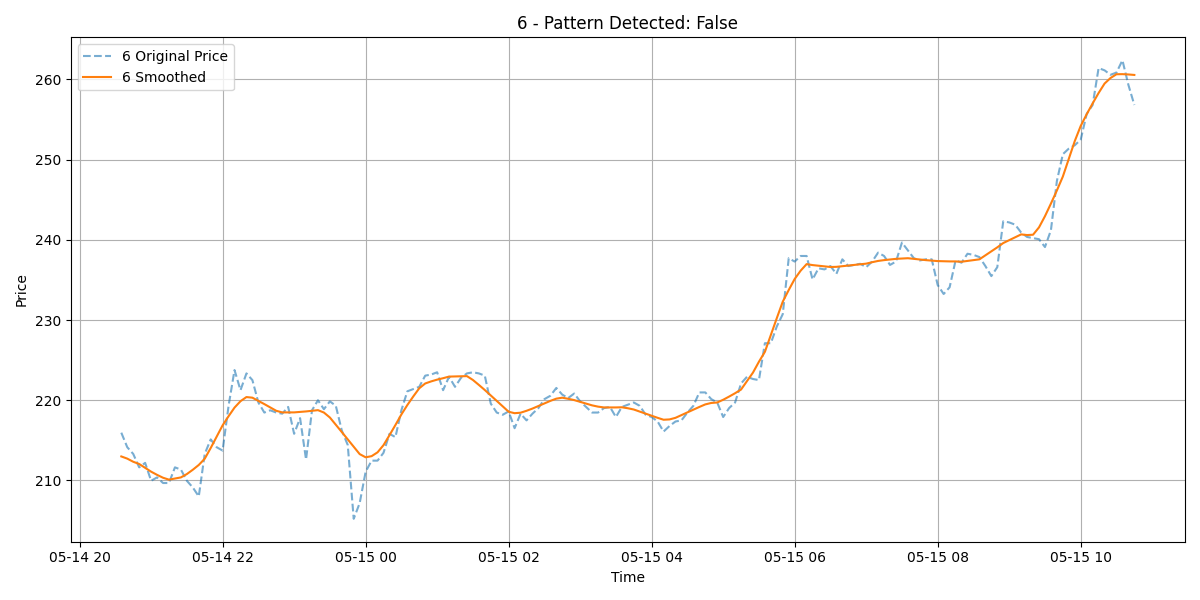 6 - Pattern Detected: False
6 Original Price
6 Smoothed
Price
260
250
240
230
220
210
05-14 20
05-14 22
05-15 00
05-15 02
05-15 04
05-15 06
05-15 08
05-15 10
Time